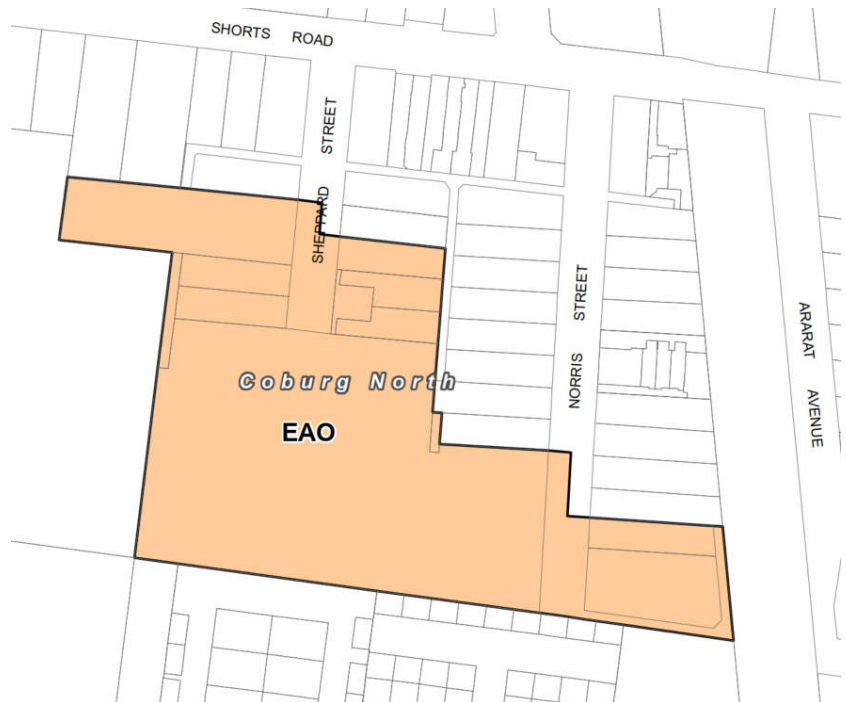 SHORTS ROAD
SHEPPARD STREET
NORRIS STREET
ARARAT AVENUE
Coburg North
EAO